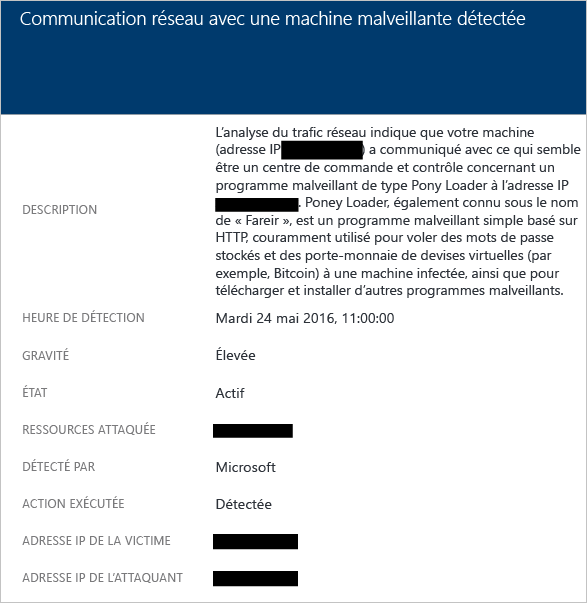 Communication réseau avec une machine malveillante détectée
DESCRIPTION
L'analyse du trafic réseau indique que votre machine
(adresse IP ) a communiqué avec ce qui semble
être un centre de commande et contrôle concernant un
programme malveillant de type Pony Loader à l'adresse IP
. Poney Loader, également connu sous le nom
de « Fareir », est un programme malveillant simple basé sur
HTTP, couramment utilisé pour voler des mots de passe
stockés et des porte-monnaie de devises virtuelles (par
exemple, Bitcoin) à une machine infectée, ainsi que pour
télécharger et installer d'autres programmes malveillants.
HEURE DE DÉTECTION
Mardi 24 mai 2016, 11:00:00
GRAVITÉ
Élevée
ÉTAT
Actif
RESSOURCES ATTAQUÉE
DÉTECTÉ PAR
Microsoft
ACTION EXÉCUTÉE
Détectée
ADRESSE IP DE LA VICTIME
ADRESSE IP DE L'ATTAQUANT